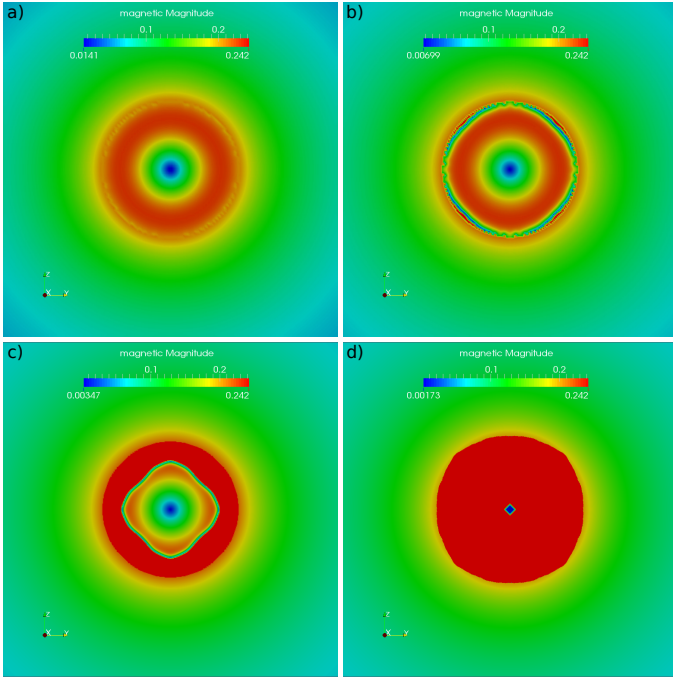 a)
magnetic Magnitude
0.1 0.2
0.0141 0.242
Z
X Y
b)
magnetic Magnitude
0.1 0.2
0.00699 0.242
Z
X Y
c)
magnetic Magnitude
0.1 0.2
0.00347 0.242
Z
X Y
d)
magnetic Magnitude
0.1 0.2
0.00173 0.242
Z
X Y